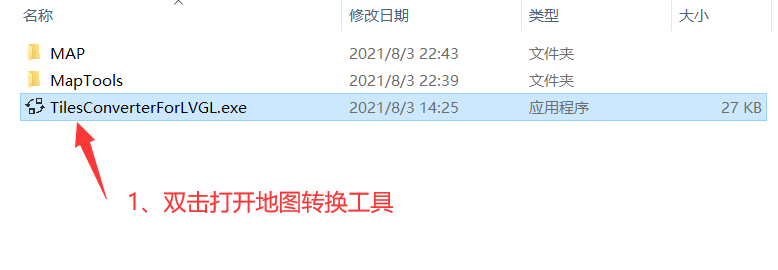 名称 修改日期 类型 大小
MAP 2021/8/3 22:43 文件夹
MapTools 2021/8/3 22:39 文件夹
TilesConverterForLVGL.exe 2021/8/3 14:25 应用程序 27 KB
1、双击打开地图转换工具